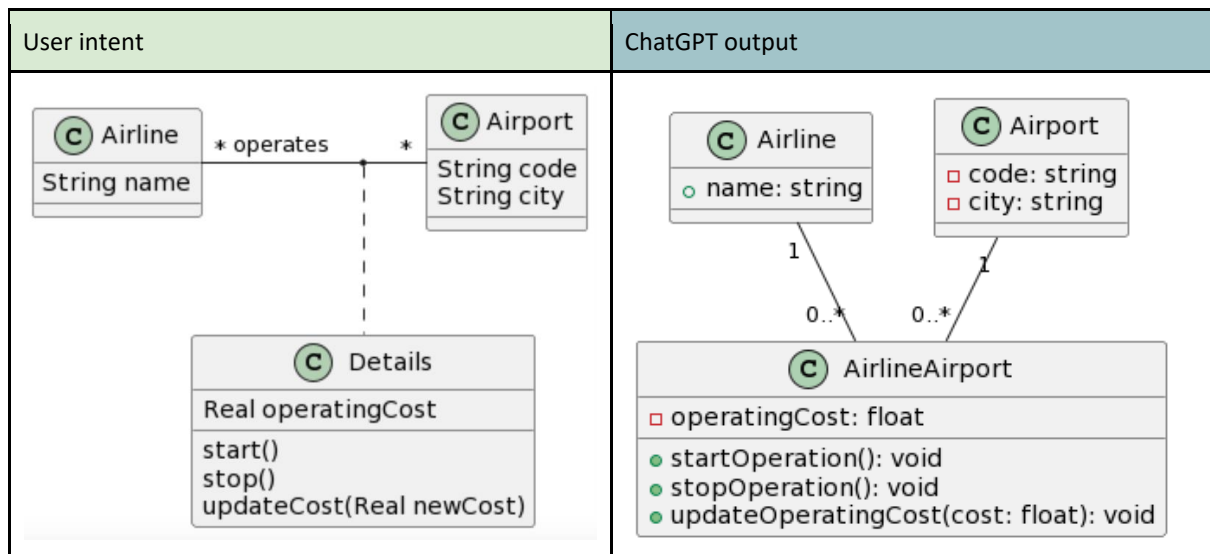 User intent
ChatGPT output
C Airline
String name
* operates
*
C Airport
String code
String city
C Details
Real operatingCost
start()
stop()
updateCost(Real newCost)
C Airline
name: string
C Airport
code: string
city: string
1
1
0..*
0..*
C AirlineAirport
operatingCost: float
startOperation(): void
stopOperation(): void
updateOperatingCost(cost: float): void